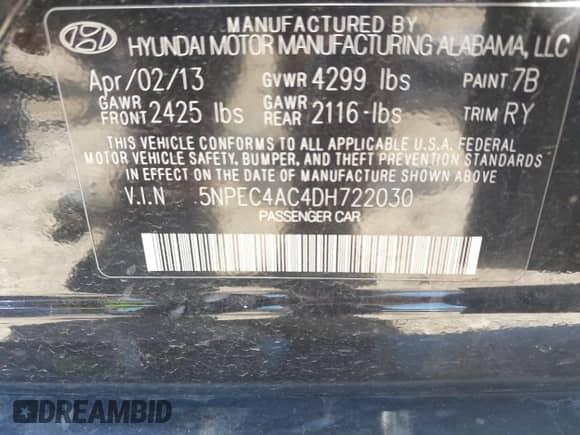 MANUFACTURED BY
HYUNDAI MOTOR MANUFACTURING ALABAMA, LLC
Apr/02/13 GVWR 4299 lbs PAINT 7B
GAWR FRONT 2425 lbs GAWR REAR 2116-lbs TRIM RY
THIS VEHICLE CONFORMS TO ALL APPLICABLE U.S.A. FEDERAL
MOTOR VEHICLE SAFETY, BUMPER, AND THEFT PREVENTION STANDARDS
IN EFFECT ON THE DATE OF MANUFACTURE SHOWN ABOVE
V.I.N 5NPEC4AC4DH722030
PASSENGER CAR
DREAMBID